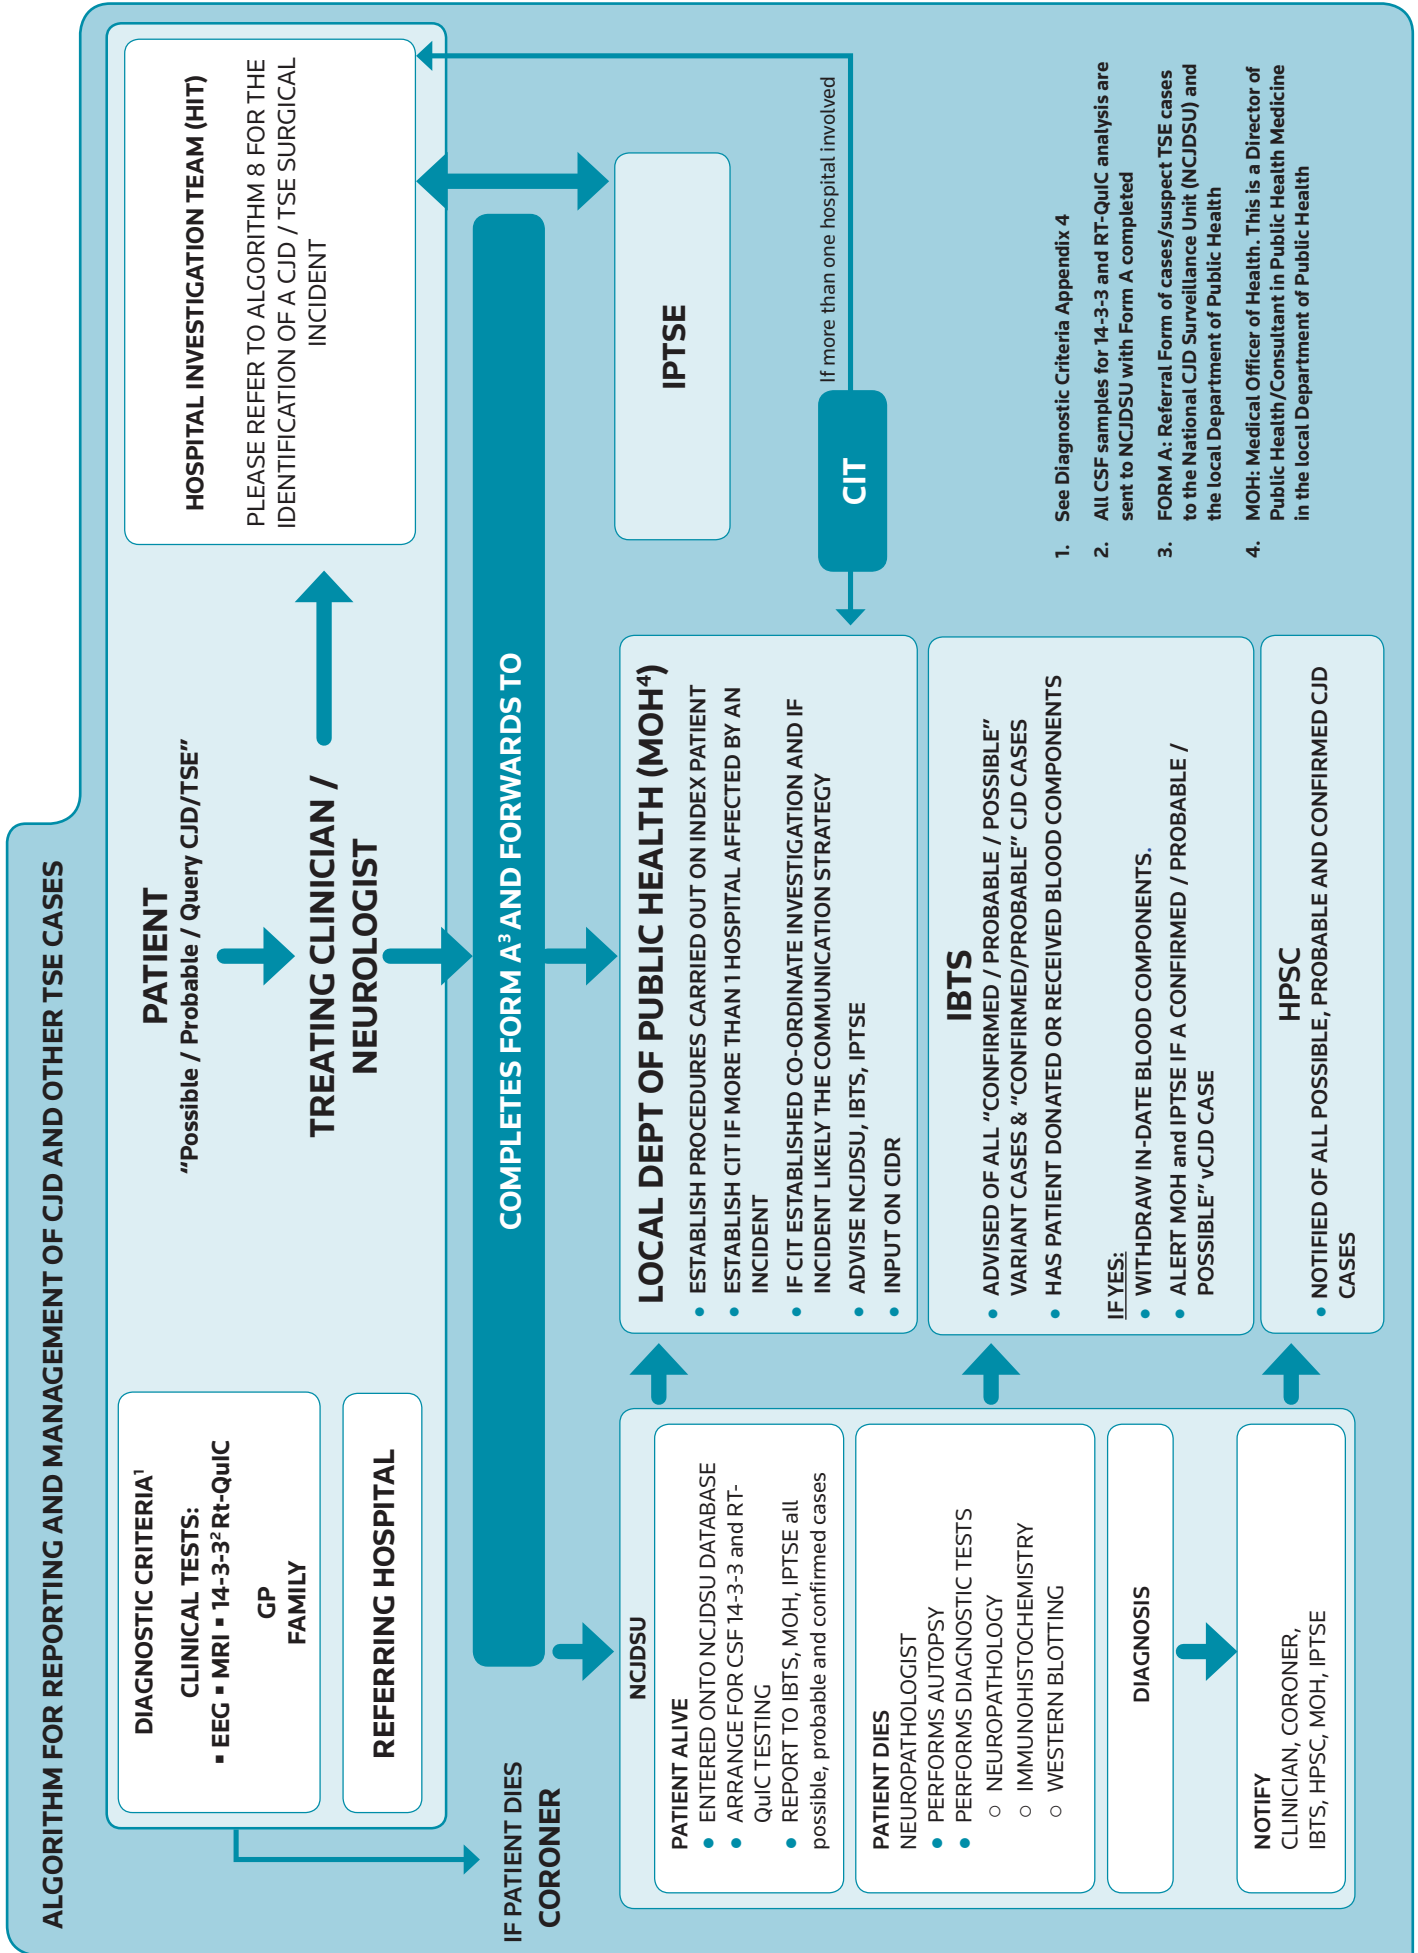 ALGORITHM FOR REPORTING AND MANAGEMENT OF CJD AND OTHER TSE CASES
DIAGNOSTIC CRITERIA¹
CLINICAL TESTS:
▪ EEG ▪ MRI ▪ 14-3-3² Rt-QuIC
GP
FAMILY
REFERRING HOSPITAL
PATIENT
“Possible / Probable / Query CJD/TSE”
TREATING CLINICIAN /
NEUROLOGIST
HOSPITAL INVESTIGATION TEAM (HIT)
PLEASE REFER TO ALGORITHM 8 FOR THE
IDENTIFICATION OF A CJD / TSE SURGICAL
INCIDENT
COMPLETES FORM A³ AND FORWARDS TO
IF PATIENT DIES
CORONER
NCJDSU
PATIENT ALIVE
• ENTERED ONTO NCJDSU DATABASE
• ARRANGE FOR CSF 14-3-3 and RT-
QuIC TESTING
• REPORT TO IBTS, MOH, IPTSE all
possible, probable and confirmed cases
PATIENT DIES
NEUROPATHOLOGIST
• PERFORMS AUTOPSY
• PERFORMS DIAGNOSTIC TESTS
○ NEUROPATHOLOGY
○ IMMUNOHISTOCHEMISTRY
○ WESTERN BLOTTING
DIAGNOSIS
NOTIFY
CLINICIAN, CORONER,
IBTS, HPSC, MOH, IPTSE
LOCAL DEPT OF PUBLIC HEALTH (MOH⁴)
• ESTABLISH PROCEDURES CARRIED OUT ON INDEX PATIENT
• ESTABLISH CIT IF MORE THAN 1 HOSPITAL AFFECTED BY AN
INCIDENT
• IF CIT ESTABLISHED CO-ORDINATE INVESTIGATION AND IF
INCIDENT LIKELY THE COMMUNICATION STRATEGY
• ADVISE NCJDSU, IBTS, IPTSE
• INPUT ON CIDR
IBTS
• ADVISED OF ALL “CONFIRMED / PROBABLE / POSSIBLE”
VARIANT CASES & “CONFIRMED/PROBABLE” CJD CASES
• HAS PATIENT DONATED OR RECEIVED BLOOD COMPONENTS
IF YES:
• WITHDRAW IN-DATE BLOOD COMPONENTS.
• ALERT MOH and IPTSE IF A CONFIRMED / PROBABLE /
POSSIBLE” vCJD CASE
HPSC
• NOTIFIED OF ALL POSSIBLE, PROBABLE AND CONFIRMED CJD
CASES
IPTSE
CIT
If more than one hospital involved
1. See Diagnostic Criteria Appendix 4
2. All CSF samples for 14-3-3 and RT-QuIC analysis are
sent to NCJDSU with Form A completed
3. FORM A: Referral Form of cases/suspect TSE cases
to the National CJD Surveillance Unit (NCJDSU) and
the local Department of Public Health
4. MOH: Medical Officer of Health. This is a Director of
Public Health/Consultant in Public Health Medicine
in the local Department of Public Health